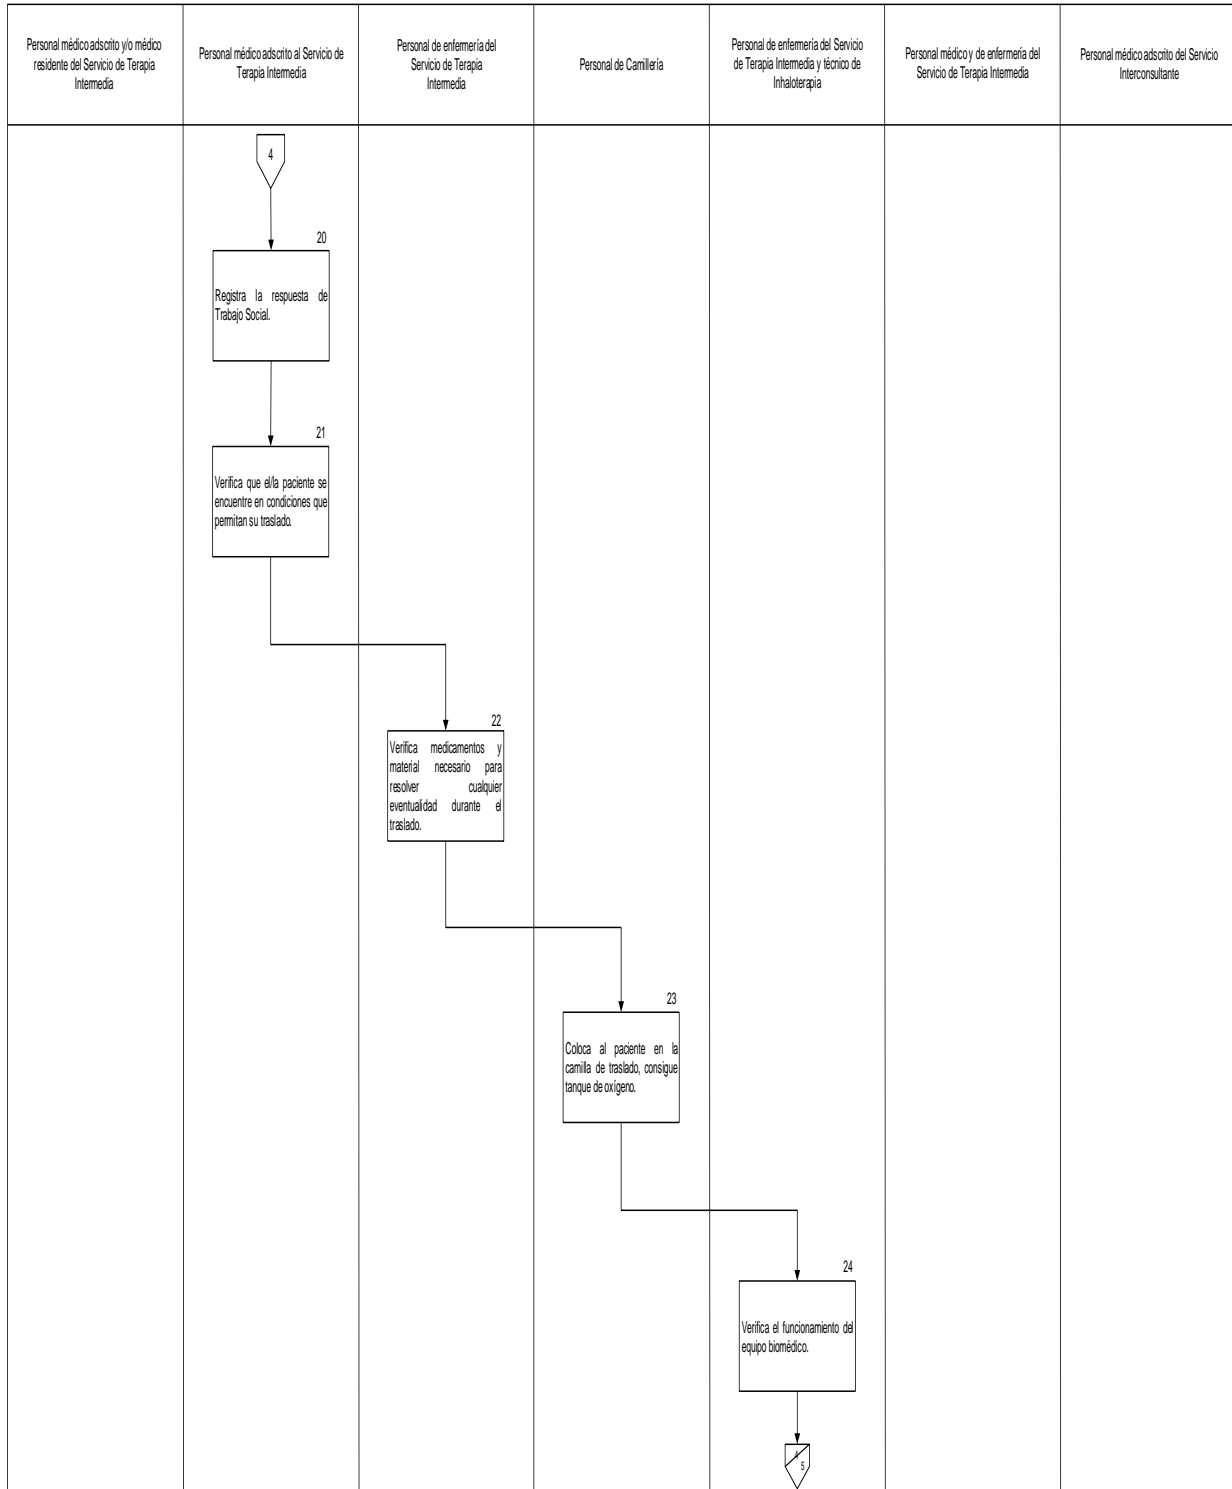 Personal médico adscrito y/o médico
residente del Servicio de Terapia
Intermedia
Personal médico adscrito al Servicio de
Terapia Intermedia
Personal de enfermería del
Servicio de Terapia
Intermedia
Personal de Camillería
Personal de enfermería del Servicio
de Terapia Intermedia y técnico de
Inhaloterapia
Personal médico y de enfermería del
Servicio de Terapia Intermedia
Personal médico adscrito del Servicio
Interconsultante
4
20
Registra la respuesta de
Trabajo Social.
21
Verifica que el/la paciente se
encuentre en condiciones que
permitan su traslado.
22
Verifica medicamentos y
material necesario para
resolver cualquier
eventualidad durante el
traslado.
23
Coloca al paciente en la
camilla de traslado, consigue
tanque de oxígeno.
24
Verifica el funcionamiento del
equipo biomédico.
4
5